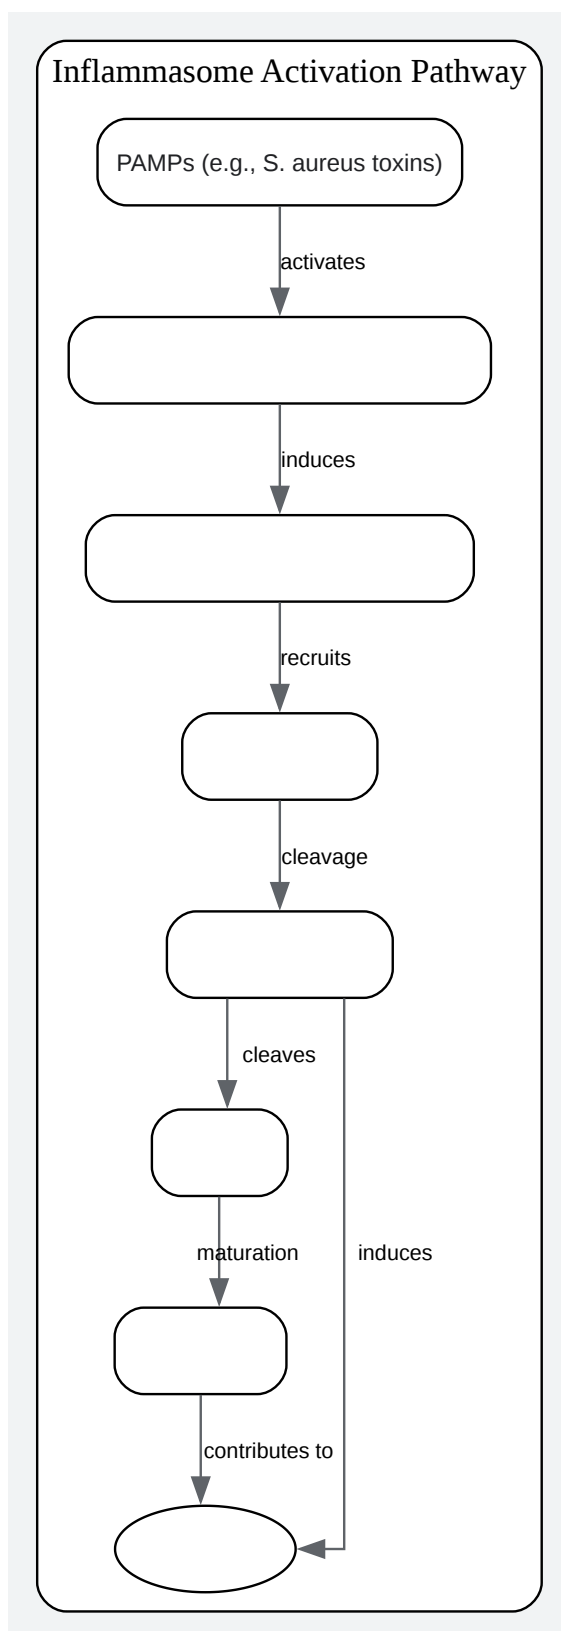 Inflammasome Activation Pathway
PAMPs (e.g., S. aureus toxins)
activates
induces
recruits
cleavage
cleaves
maturation
induces
contributes to